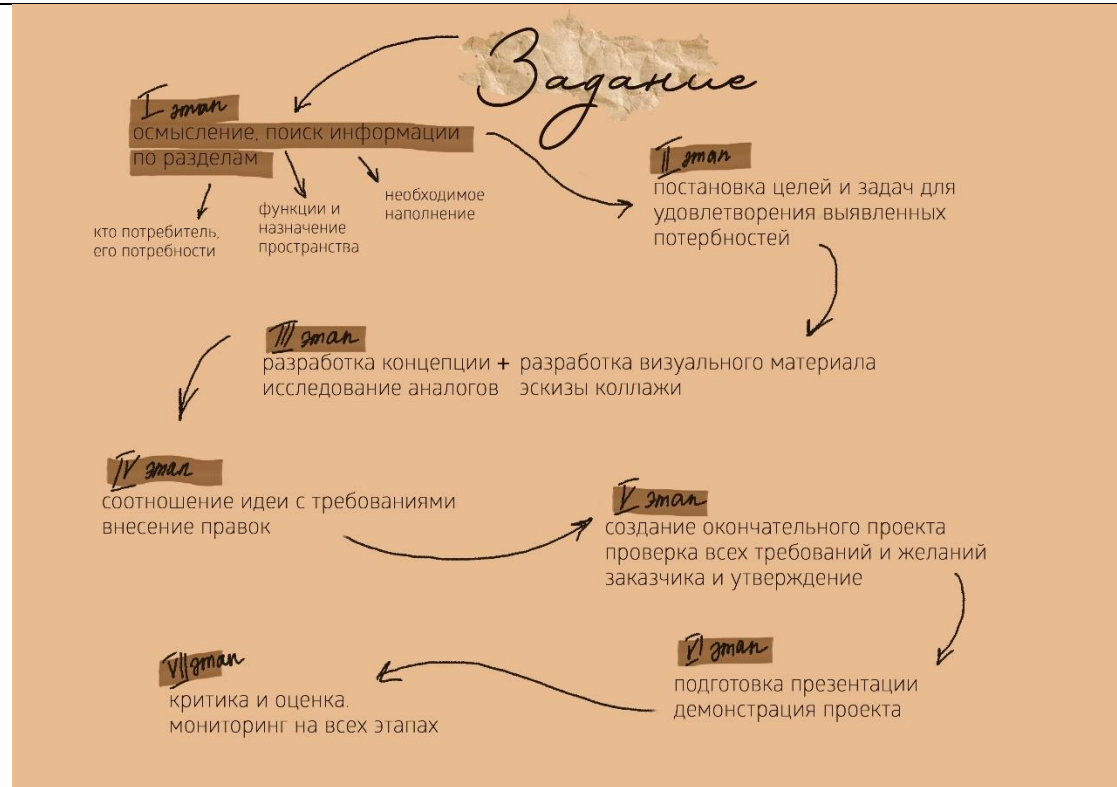 Задание
I этап
осмысление, поиск информации
по разделам
кто потребитель,
его потребности
функции и
назначение
пространства
необходимое
наполнение
II этап
постановка целей и задач для
удовлетворения выявленных
потербностей
III этап
разработка концепции + разработка визуального материала
исследование аналогов эскизы коллажи
IV этап
соотношение идеи с требованиями
внесение правок
V этап
создание окончательного проекта
проверка всех требований и желаний
заказчика и утверждение
VI этап
подготовка презентации
демонстрация проекта
VII этап
критика и оценка.
мониторинг на всех этапах